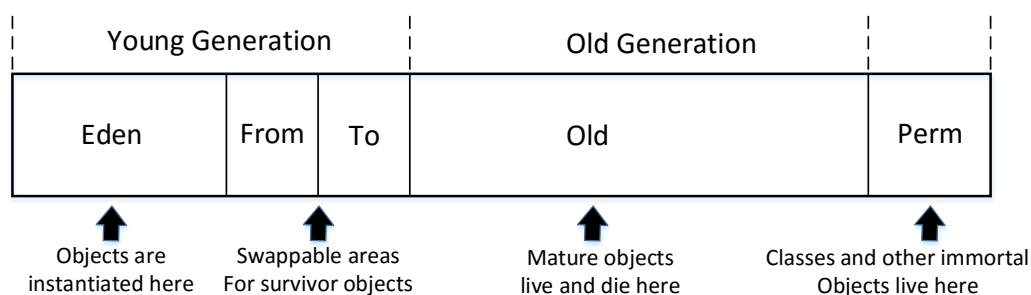 Young Generation
Old Generation
Eden
From
To
Old
Perm
Objects are
instantiated here
Swappable areas
For survivor objects
Mature objects
live and die here
Classes and other immortal
Objects live here